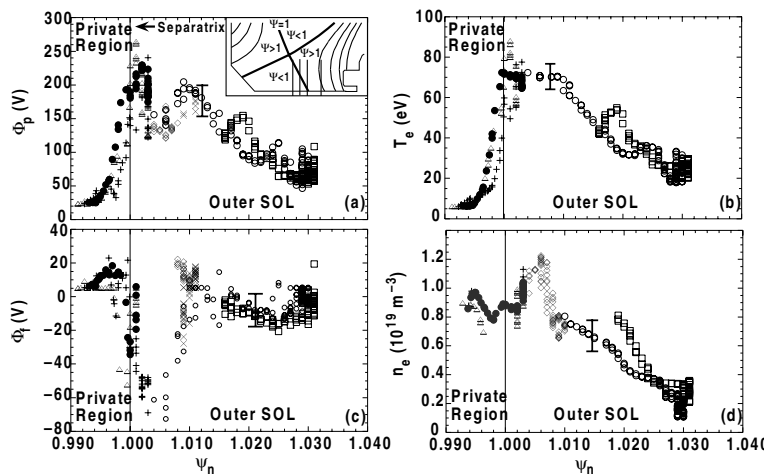 Private Region
Separatrix
Ψ=1
Ψ<1
Ψ>1
Ψ>1
Ψ<1
300
250
200
150
100
50
0
Φp (V)
Outer SOL
(a)
Private Region
100
80
60
40
20
0
Te (eV)
Outer SOL
(b)
40
20
0
-20
-40
-60
-80
Φf (V)
Private Region
Outer SOL
(c)
0.990
1.000
1.010
1.020
1.030
1.040
Ψn
1.2
1.0
0.8
0.6
0.4
0.2
0
ne (10^19 m^-3)
Private Region
Outer SOL
(d)
0.990
1.000
1.010
1.020
1.030
1.040
Ψn